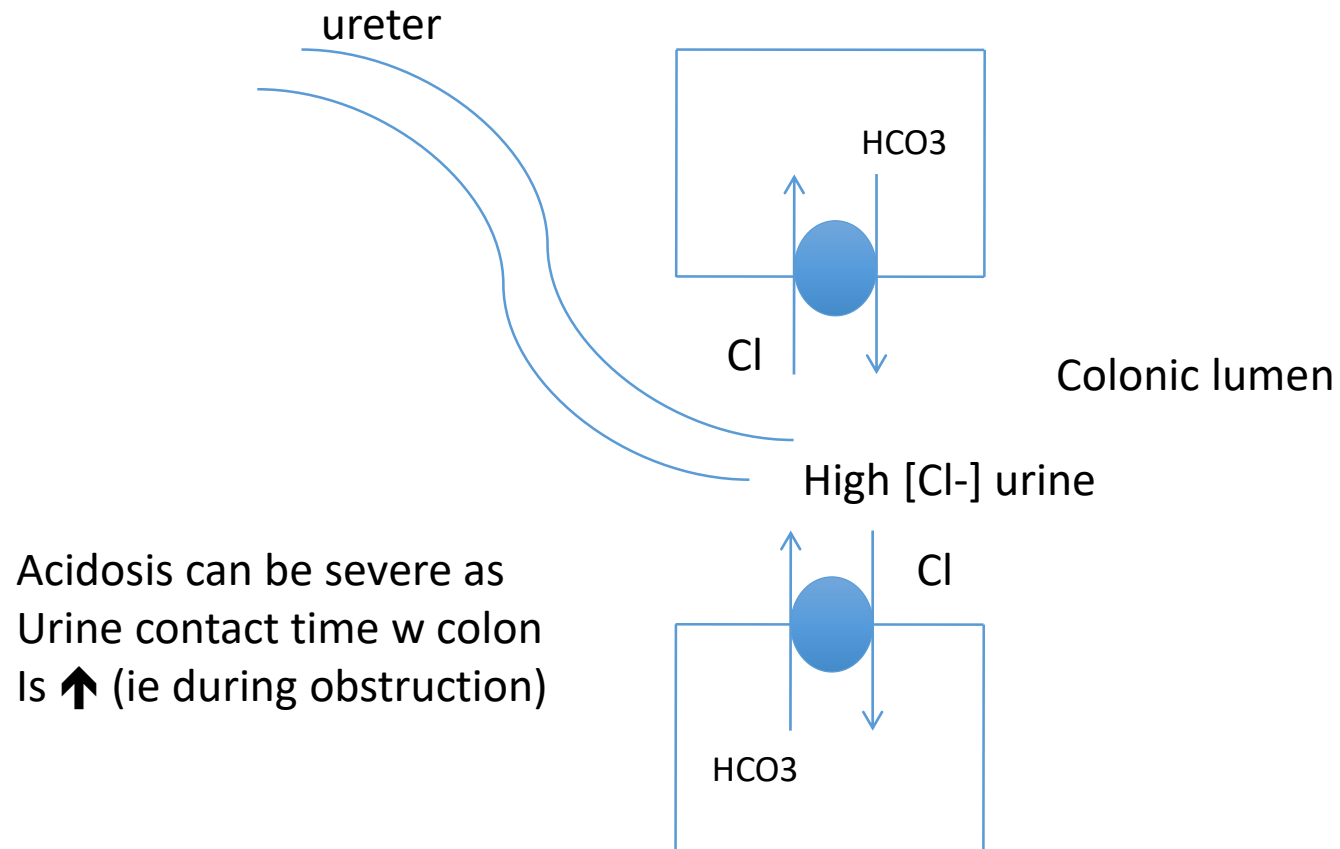 ureter
HCO3
Cl
Colonic lumen
High [Cl-] urine
Acidosis can be severe as
Urine contact time w colon
Is ↑ (ie during obstruction)
Cl
HCO3